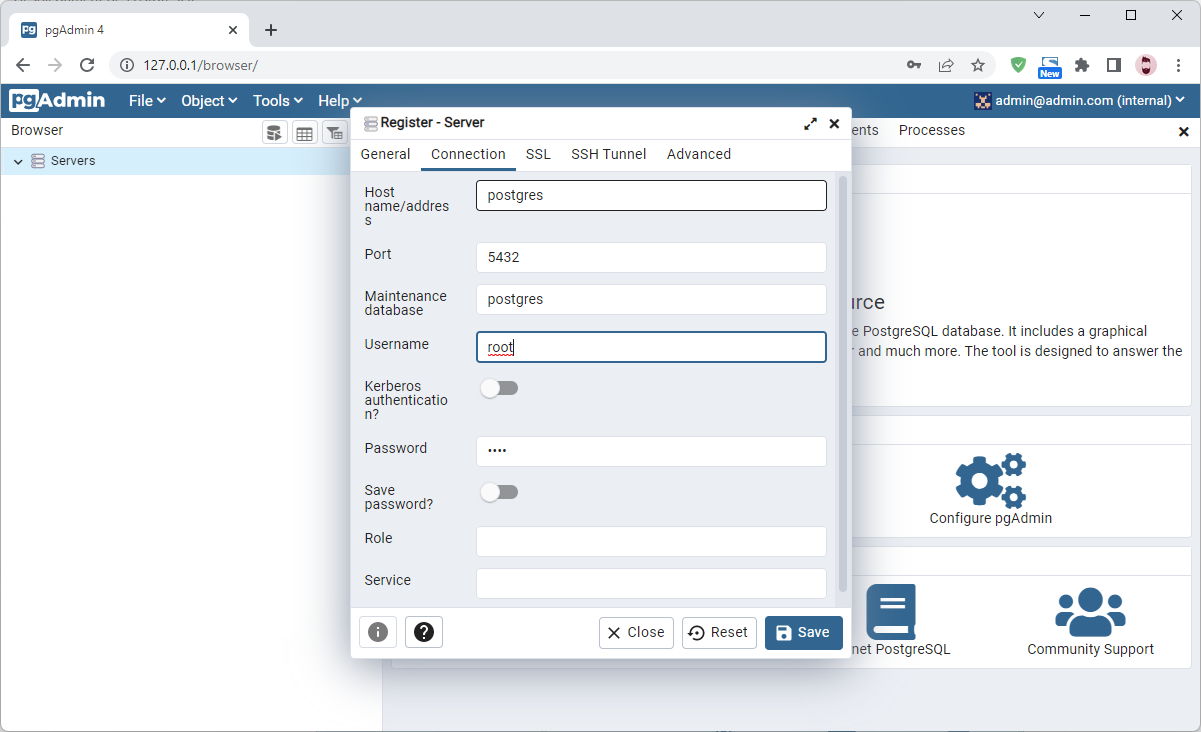 pgAdmin 4
127.0.0.1/browser/
New
pgAdmin
File
Object
Tools
Help
admin@admin.com (internal)
Browser
Register - Server
ents
Processes
Servers
General
Connection
SSL
SSH Tunnel
Advanced
Host
name/addres
s
postgres
Port
5432
Maintenance
database
postgres
Username
root
Kerberos
authenticatio
n?
Password
••••
Save
password?
Role
Service
Close
Reset
Save
urce
e PostgreSQL database. It includes a graphical
r and much more. The tool is designed to answer the
Configure pgAdmin
net PostgreSQL
Community Support